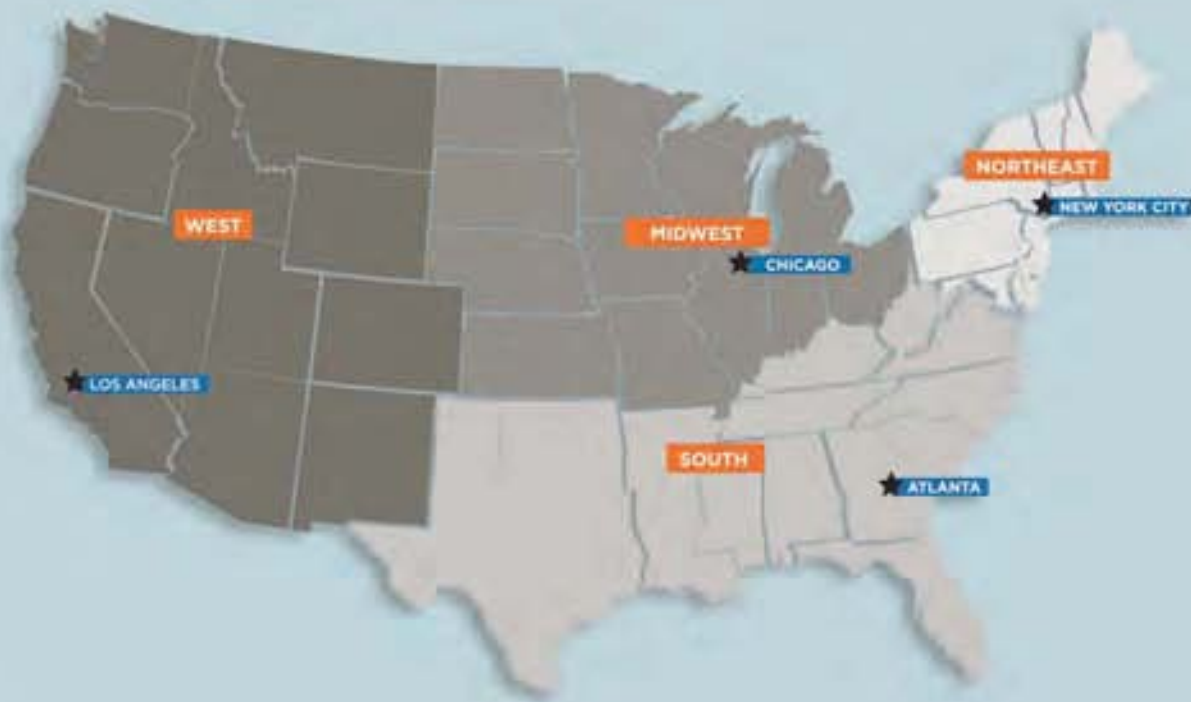 NORTHEAST
NEW YORK CITY
WEST
MIDWEST
CHICAGO
LOS ANGELES
SOUTH
ATLANTA